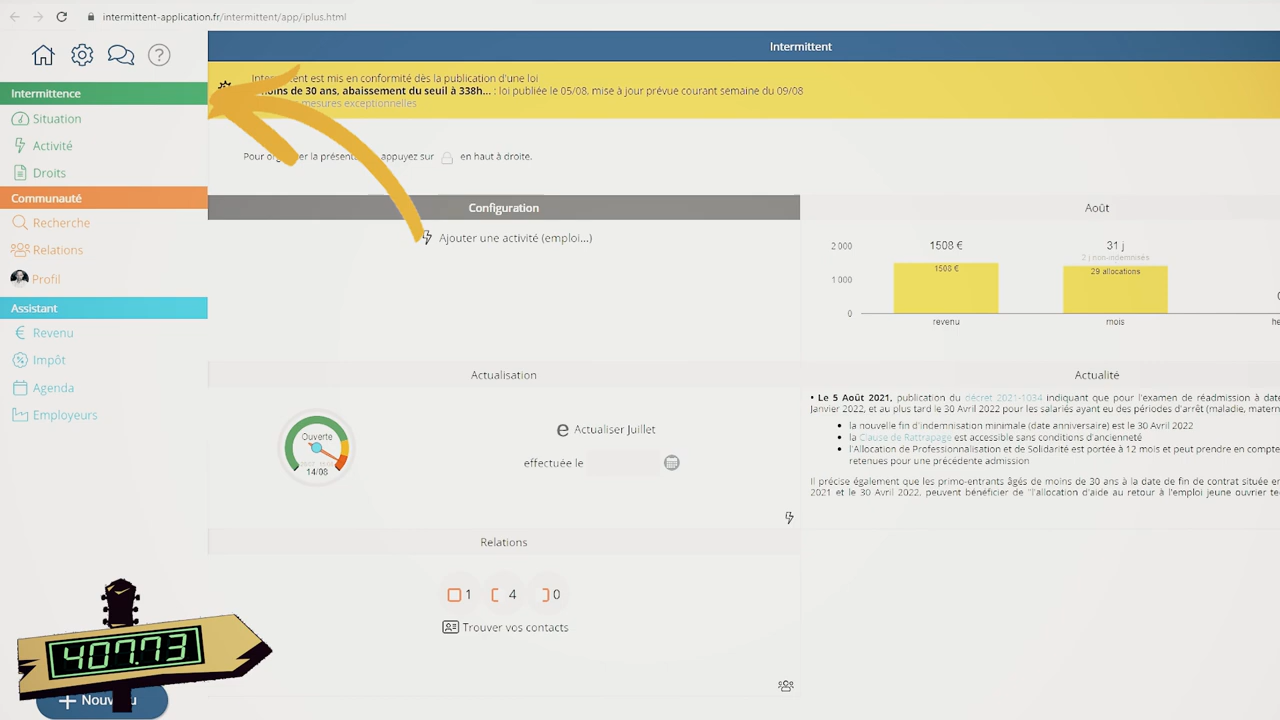 intermittent-application.fr/intermittent/app/iplus.html
Intermittent
Intermittence
Situation
Activité
Droits
Communauté
Recherche
Relations
Profil
Assistant
Revenu
Impôt
Agenda
Employeurs
est mis en conformité dès la publication d'une loi
de 30 ans, abaissement du seuil à 338h... : loi publiée le 05/08, mise à jour prévue courant semaine du 09/08
mesures exceptionnelles
Pour la appuyez sur en haut à droite.
Configuration
Ajouter une activité (emploi...)
Août
2 000
1 000
0
1508 €
1508 €
revenu
31 j
2 j non-indemnisés
29 allocations
mois
Actualisation
Ouverte
14/08
Actualiser Juillet
effectuée le
Actualité
• Le 5 Août 2021, publication du décret 2021-1034 indiquant que pour l'examen de réadmission à
Janvier 2022, et au plus tard le 30 Avril 2022 pour les salariés ayant eu des périodes d'arrêt (maladie,
• la nouvelle fin d'indemnisation minimale (date anniversaire) est le 30 Avril 2022
• la Clause de Rattrapage est accessible sans conditions d'ancienneté
• l'Allocation de Professionnalisation et de Solidarité est portée à 12 mois et peut prendre en compte
retenues pour une précédente admission
Il précise également que les primo-entrants âgés de moins de 30 ans à la date de fin de contrat située
2021 et le 30 Avril 2022, peuvent bénéficier de "l'allocation d'aide au retour à l'emploi jeune ouvrier
Relations
1
4
0
Trouver vos contacts
407.73
+